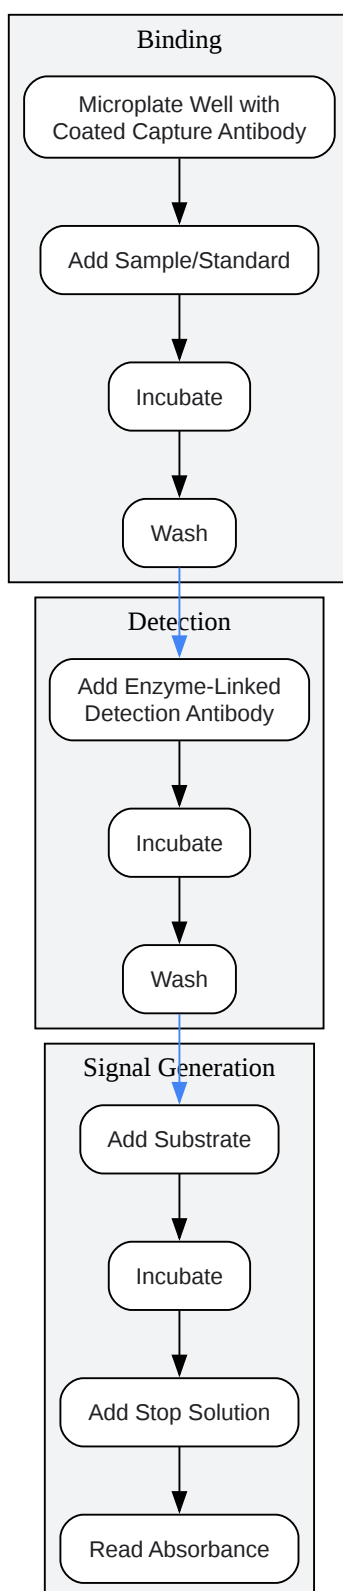 Binding
Microplate Well with
Coated Capture Antibody
Add Sample/Standard
Incubate
Wash
Detection
Add Enzyme-Linked
Detection Antibody
Incubate
Wash
Signal Generation
Add Substrate
Incubate
Add Stop Solution
Read Absorbance